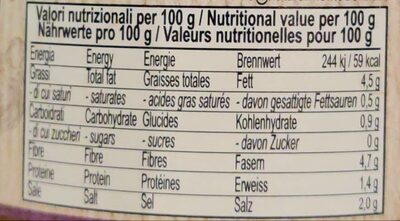 Valori nutrizionali per 100 g / Nutritional value per 100 g
Nährwerte pro 100 g / Valeurs nutritionelles pour 100 g
Energia Energy Energie Brennwert 244 kj / 59 kcal
Grassi Total fat Graisses totales Fett 4,5 g
- di cui saturi - saturates - acides gras saturés - davon gesättigte Fettsauren 0,5 g
Carboidrati Carbohydrate Glucides Kohlenhydrate 0,9 g
- di cui zuccheri - sugars - sucres - davon Zucker 0 g
Fibre Fibre Fibres Fasern 4,7 g
Proteine Protein Protéines Erweiss 1,4 g
Sale Salt Sel Salz 2,0 g